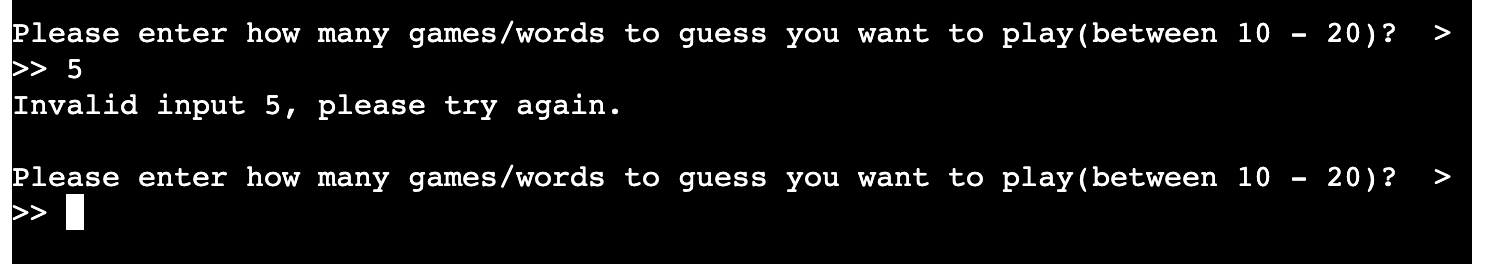 Please enter how many games/words to guess you want to play(between 10 - 20)?  >
>> 5
Invalid input 5, please try again.
Please enter how many games/words to guess you want to play(between 10 - 20)?  >
>>